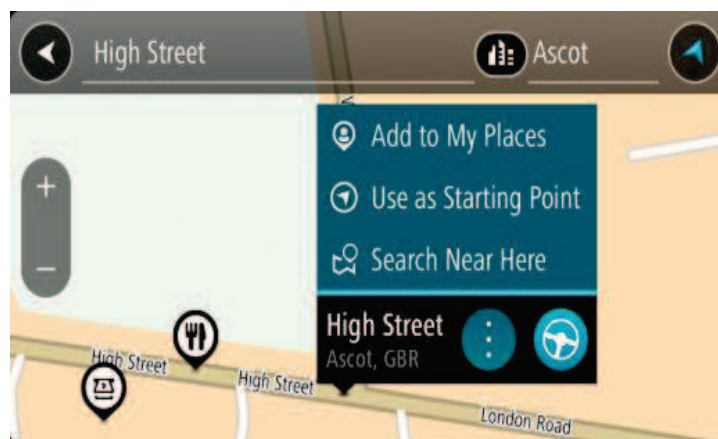 High Street
Ascot
Add to My Places
Use as Starting Point
Search Near Here
High Street
Ascot, GBR
High Street
High Street
London Road